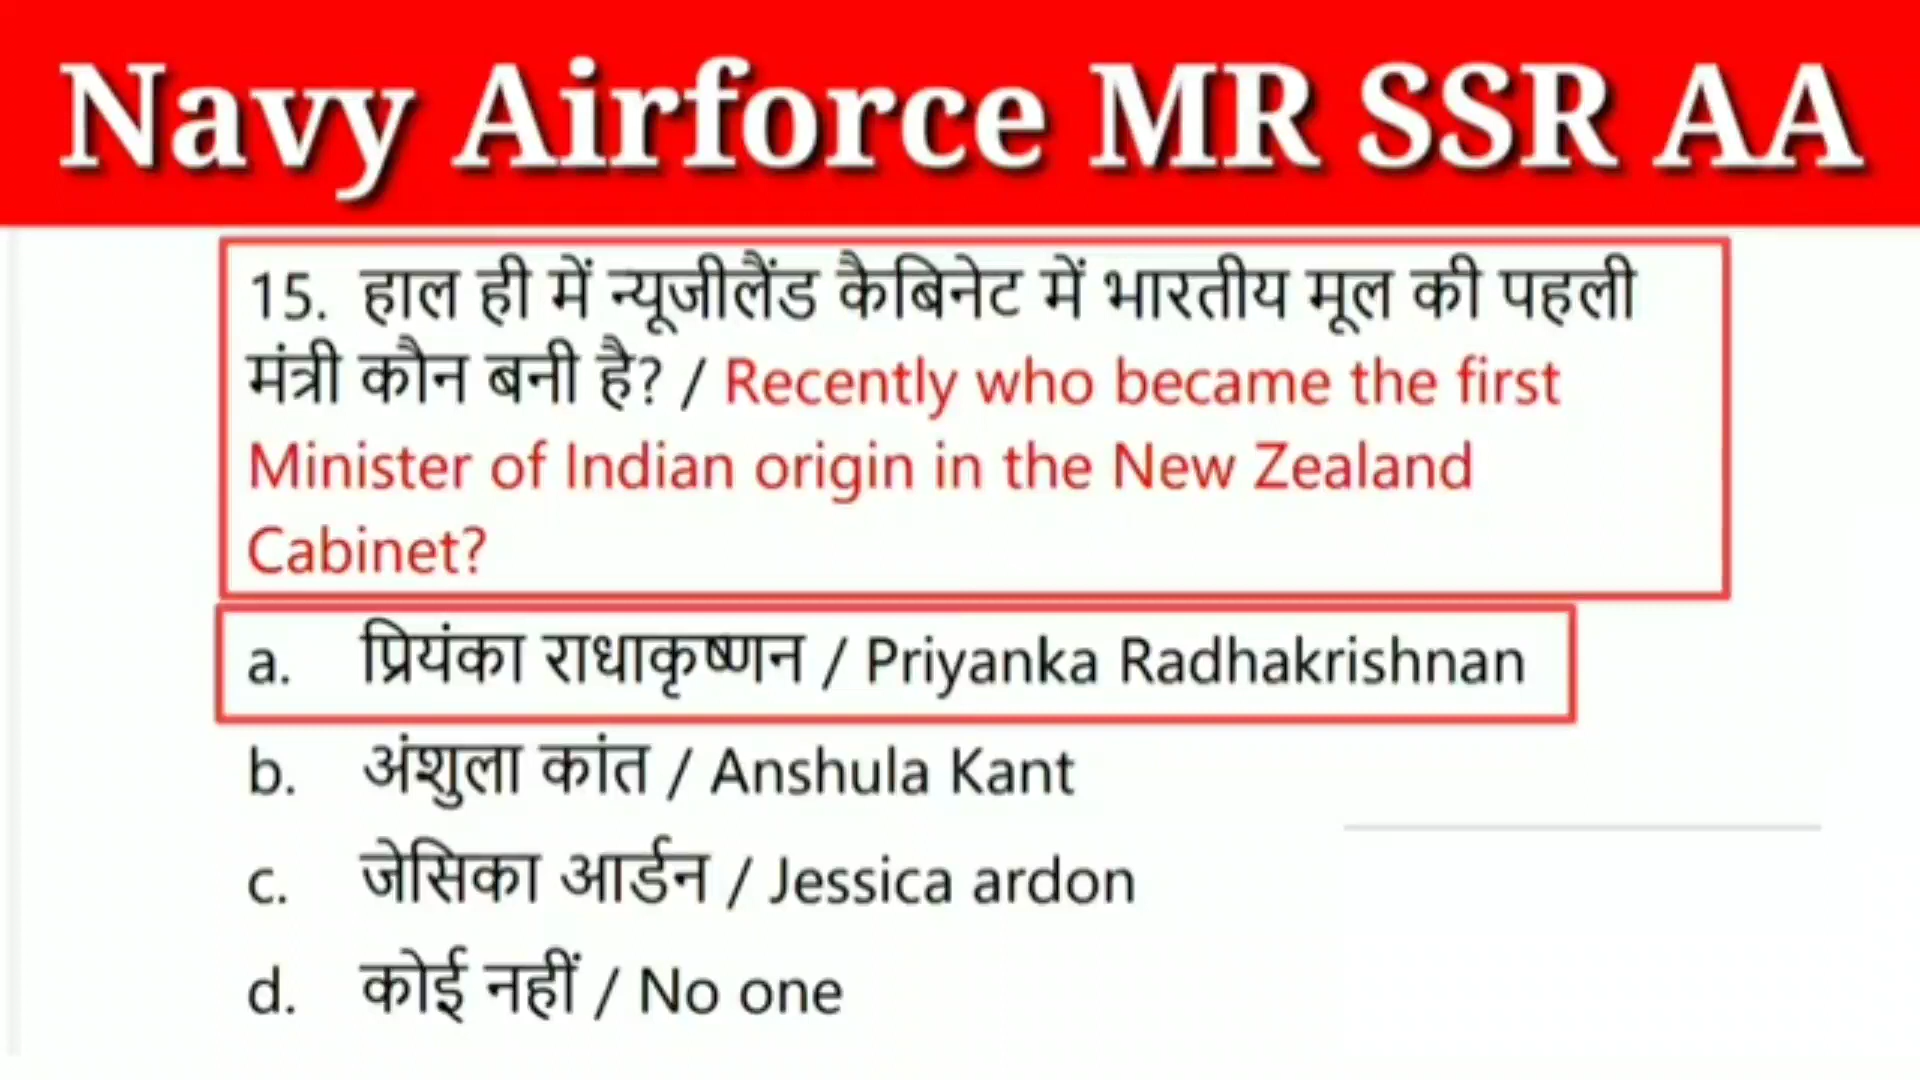 Navy Airforce MR SSR AA
15. हाल ही में न्यूजीलैंड कैबिनेट में भारतीय मूल की पहली
मंत्री कौन बनी है? / Recently who became the first
Minister of Indian origin in the New Zealand
Cabinet?
a. प्रियंका राधाकृष्णन / Priyanka Radhakrishnan
b. अंशुला कांत / Anshula Kant
c. जेसिका आर्डन / Jessica ardon
d. कोई नहीं / No one